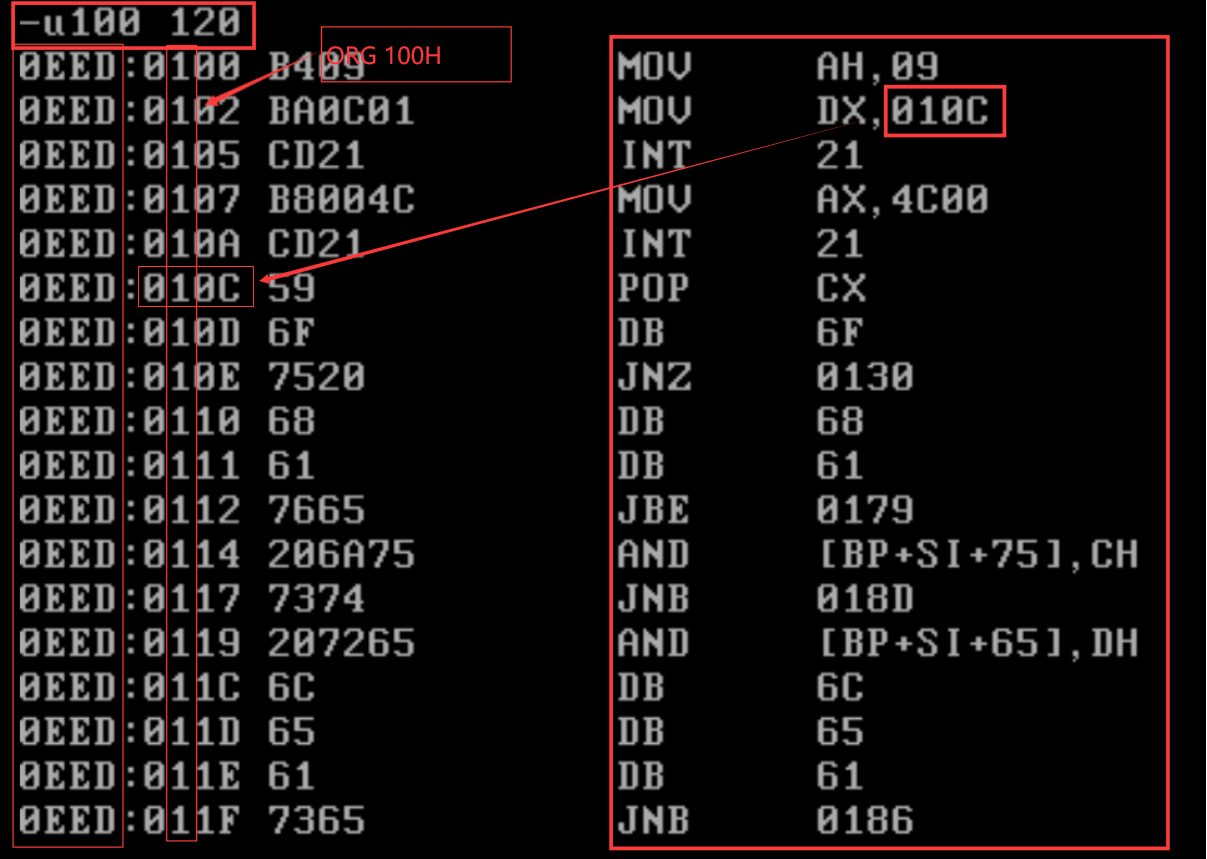 -u100 120
ORG 100H
0EED:0100 B409 MOV AH,09
0EED:0102 BA0C01 MOV DX,010C
0EED:0105 CD21 INT 21
0EED:0107 B8004C MOV AX,4C00
0EED:010A CD21 INT 21
0EED:010C 59 POP CX
0EED:010D 6F DB 6F
0EED:010E 7520 JNZ 0130
0EED:0110 68 DB 68
0EED:0111 61 DB 61
0EED:0112 7665 JBE 0179
0EED:0114 206A75 AND [BP+SI+75],CH
0EED:0117 7374 JNB 018D
0EED:0119 207265 AND [BP+SI+65],DH
0EED:011C 6C DB 6C
0EED:011D 65 DB 65
0EED:011E 61 DB 61
0EED:011F 7365 JNB 0186